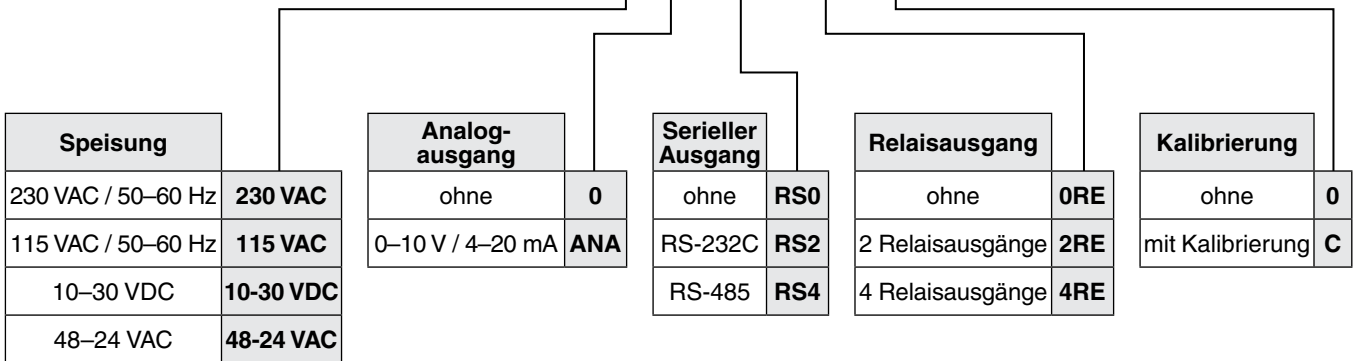 Speisung
230 VAC / 50–60 Hz 230 VAC
115 VAC / 50–60 Hz 115 VAC
10–30 VDC 10-30 VDC
48–24 VAC 48-24 VAC
Analog-
ausgang
ohne 0
0–10 V / 4–20 mA ANA
Serieller
Ausgang
ohne RS0
RS-232C RS2
RS-485 RS4
Relaisausgang
ohne 0RE
2 Relaisausgänge 2RE
4 Relaisausgänge 4RE
Kalibrierung
ohne 0
mit Kalibrierung C